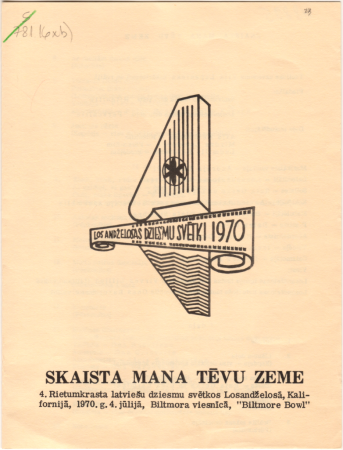 781 (6xb)
LOS ANDŽELOSAS DZIESMU SVĒTKI 1970
SKAISTA MANA TĒVU ZEME
4. Rietumkrasta latviešu dziesmu svētkos Losandželosā, Kali-
fornijā, 1970. g. 4. jūlijā, Biltmora viesnīcā, "Biltmore Bowl"